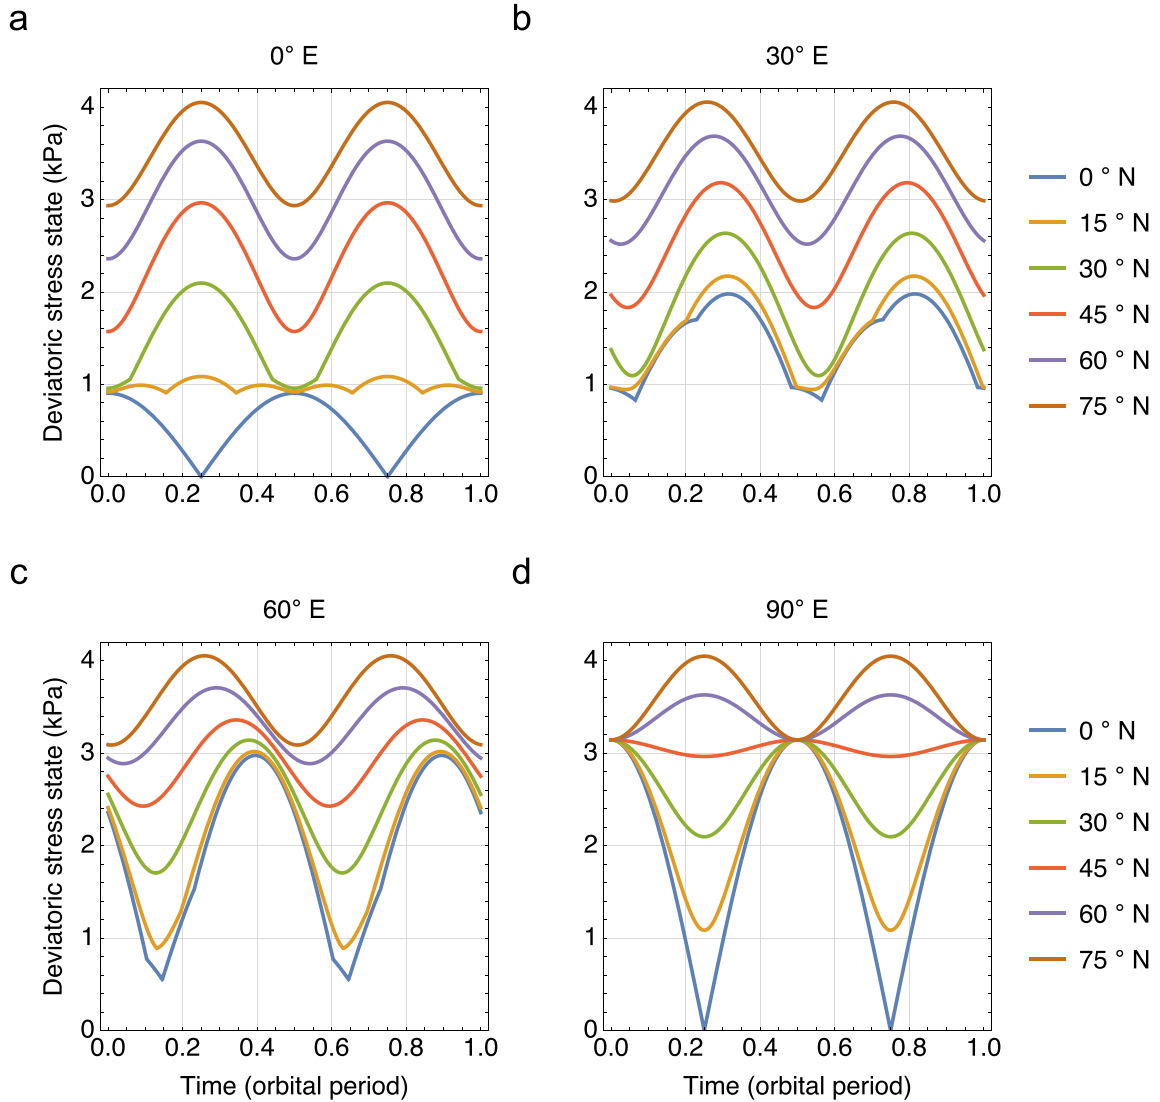 a
0° E
Deviatoric stress state (kPa)
4
3
2
1
0
0.0 0.2 0.4 0.6 0.8 1.0
b
30° E
4
3
2
1
0
0.0 0.2 0.4 0.6 0.8 1.0
0 ° N
15 ° N
30 ° N
45 ° N
60 ° N
75 ° N
c
60° E
Deviatoric stress state (kPa)
4
3
2
1
0
0.0 0.2 0.4 0.6 0.8 1.0
Time (orbital period)
d
90° E
4
3
2
1
0
0.0 0.2 0.4 0.6 0.8 1.0
Time (orbital period)
0 ° N
15 ° N
30 ° N
45 ° N
60 ° N
75 ° N